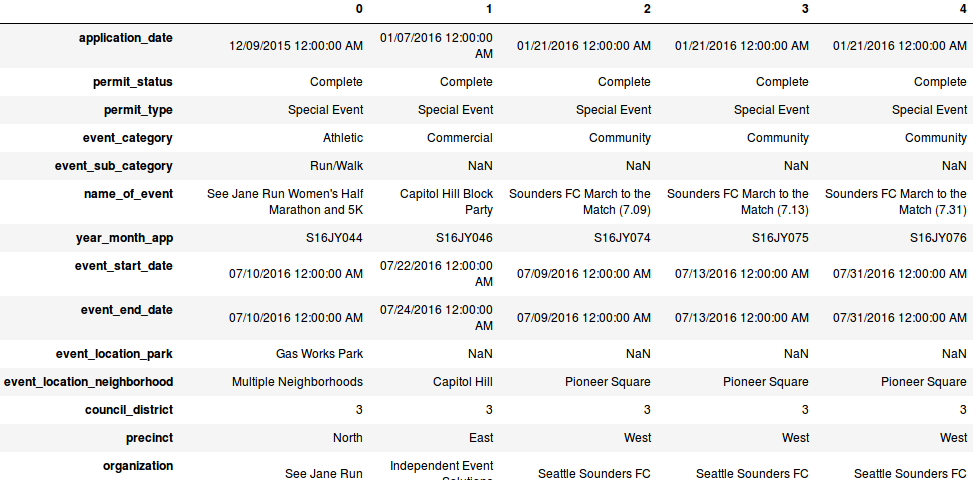 0 1 2 3 4
application_date 12/09/2015 12:00:00 AM 01/07/2016 12:00:00 AM 01/21/2016 12:00:00 AM 01/21/2016 12:00:00 AM 01/21/2016 12:00:00 AM
permit_status Complete Complete Complete Complete Complete
permit_type Special Event Special Event Special Event Special Event Special Event
event_category Athletic Commercial Community Community Community
event_sub_category Run/Walk NaN NaN NaN NaN
name_of_event See Jane Run Women's Half Marathon and 5K Capitol Hill Block Party Sounders FC March to the Match (7.09) Sounders FC March to the Match (7.13) Sounders FC March to the Match (7.31)
year_month_app S16JY044 S16JY046 S16JY074 S16JY075 S16JY076
event_start_date 07/10/2016 12:00:00 AM 07/22/2016 12:00:00 AM 07/09/2016 12:00:00 AM 07/13/2016 12:00:00 AM 07/31/2016 12:00:00 AM
event_end_date 07/10/2016 12:00:00 AM 07/24/2016 12:00:00 AM 07/09/2016 12:00:00 AM 07/13/2016 12:00:00 AM 07/31/2016 12:00:00 AM
event_location_park Gas Works Park NaN NaN NaN NaN
event_location_neighborhood Multiple Neighborhoods Capitol Hill Pioneer Square Pioneer Square Pioneer Square
council_district 3 3 3 3 3
precinct North East West West West
organization See Jane Run Independent Event Seattle Sounders FC Seattle Sounders FC Seattle Sounders FC